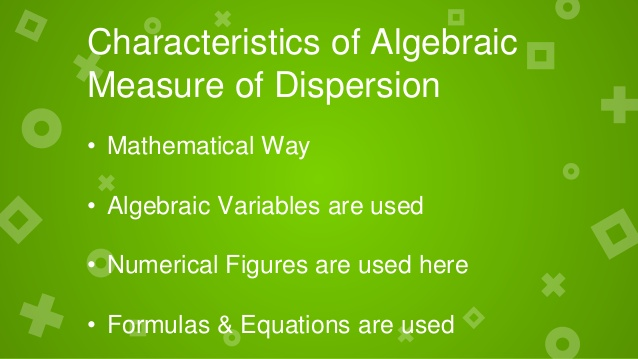 Characteristics of Algebraic
Measure of Dispersion
• Mathematical Way
• Algebraic Variables are used
• Numerical Figures are used here
• Formulas & Equations are used